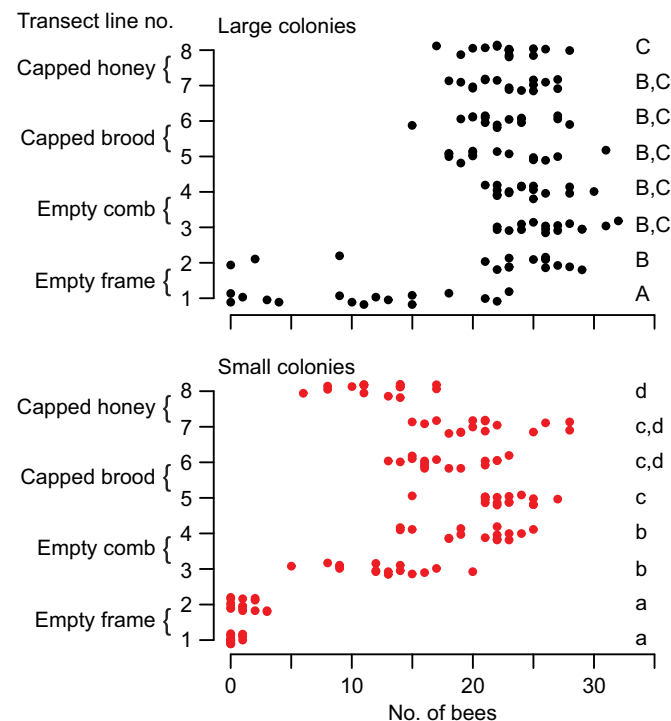 Transect line no.
Large colonies
8 C
Capped honey {
7 B,C
6 B,C
Capped brood {
5 B,C
4 B,C
Empty comb {
3 B,C
2 B
Empty frame {
1 A
Small colonies
8 d
Capped honey {
7 c,d
6 c,d
Capped brood {
5 c
4 b
Empty comb {
3 b
2 a
Empty frame {
1 a
0 10 20 30
No. of bees